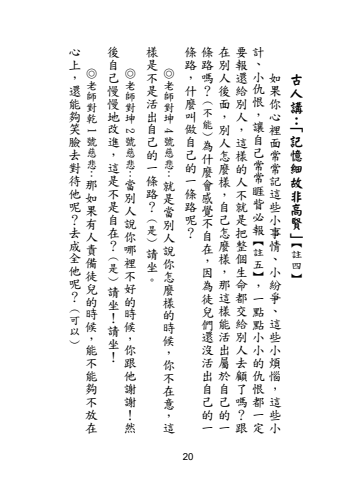 古人講：「記憶細故非高賢」【註四】
如果你心裡面常常記這些小事情、小紛爭、這些小煩惱，這些小
計、小仇恨，讓自己常常睚眥必報【註五】，一點點小小的仇恨都一定
要報還給別人，這樣的人不就是把整個生命都交給別人去顧了嗎？跟
在別人後面，別人怎麼樣，自己怎麼樣，那這樣能活出屬於自己的一
條路嗎？（不能）為什麼會感覺不自在，因為徒兒們還沒活出自己的一
條路，什麼叫做自己的一條路呢？
◎老師對坤4號慈悲：就是當別人說你怎麼樣的時候，你不在意，這
樣是不是活出自己的一條路？（是）請坐。
◎老師對坤2號慈悲：當別人說你哪裡不好的時候，你跟他謝謝！然
後自己慢慢地改進，這是不是自在？（是）請坐！請坐！
◎老師對乾一號慈悲：那如果有人責備徒兒的時候，能不能夠不放在
心上，還能夠笑臉去對待他呢？去成全他呢？（可以）
20